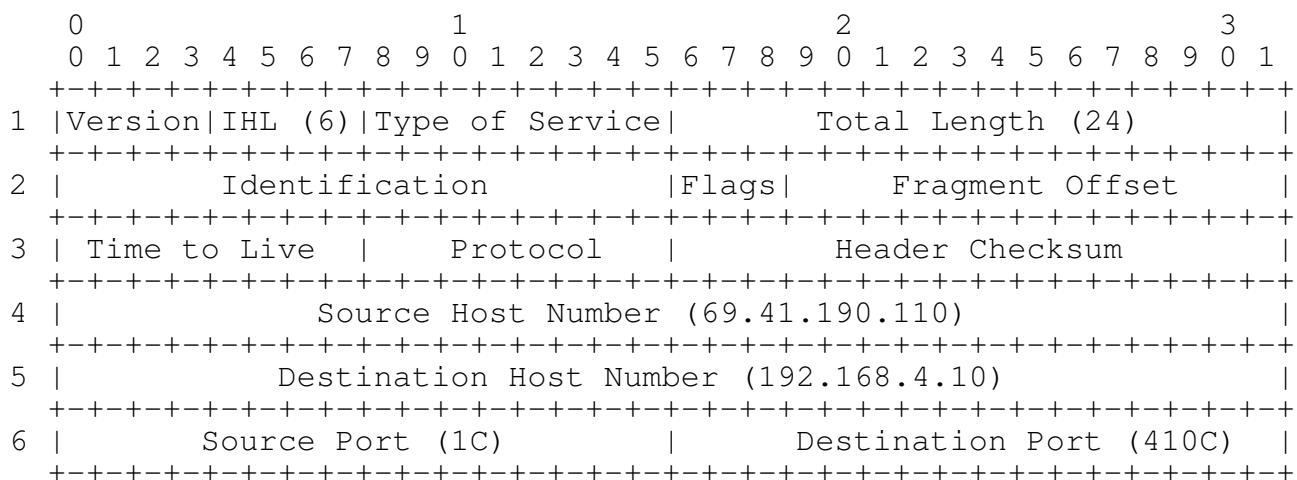 0                   1                   2                   3
0 1 2 3 4 5 6 7 8 9 0 1 2 3 4 5 6 7 8 9 0 1 2 3 4 5 6 7 8 9 0 1
+-+-+-+-+-+-+-+-+-+-+-+-+-+-+-+-+-+-+-+-+-+-+-+-+-+-+-+-+-+-+-+-+
1 |Version|IHL (6)|Type of Service|       Total Length (24)       |
+-+-+-+-+-+-+-+-+-+-+-+-+-+-+-+-+-+-+-+-+-+-+-+-+-+-+-+-+-+-+-+-+
2 |        Identification         |Flags|     Fragment Offset     |
+-+-+-+-+-+-+-+-+-+-+-+-+-+-+-+-+-+-+-+-+-+-+-+-+-+-+-+-+-+-+-+-+
3 | Time to Live  |    Protocol   |        Header Checksum        |
+-+-+-+-+-+-+-+-+-+-+-+-+-+-+-+-+-+-+-+-+-+-+-+-+-+-+-+-+-+-+-+-+
4 |             Source Host Number (69.41.190.110)                |
+-+-+-+-+-+-+-+-+-+-+-+-+-+-+-+-+-+-+-+-+-+-+-+-+-+-+-+-+-+-+-+-+
5 |           Destination Host Number (192.168.4.10)              |
+-+-+-+-+-+-+-+-+-+-+-+-+-+-+-+-+-+-+-+-+-+-+-+-+-+-+-+-+-+-+-+-+
6 |       Source Port (1C)        |      Destination Port (410C)  |
+-+-+-+-+-+-+-+-+-+-+-+-+-+-+-+-+-+-+-+-+-+-+-+-+-+-+-+-+-+-+-+-+